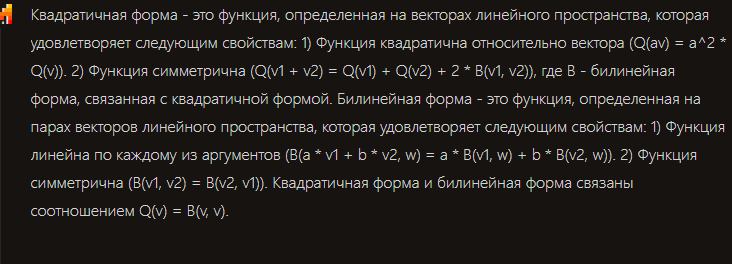 Квадратичная форма - это функция, определенная на векторах линейного пространства, которая
удовлетворяет следующим свойствам: 1) Функция квадратична относительно вектора (Q(av) = a^2 *
Q(v)). 2) Функция симметрична (Q(v1 + v2) = Q(v1) + Q(v2) + 2 * B(v1, v2)), где B - билинейная
форма, связанная с квадратичной формой. Билинейная форма - это функция, определенная на
парах векторов линейного пространства, которая удовлетворяет следующим свойствам: 1) Функция
линейна по каждому из аргументов (B(a * v1 + b * v2, w) = a * B(v1, w) + b * B(v2, w)). 2) Функция
симметрична (B(v1, v2) = B(v2, v1)). Квадратичная форма и билинейная форма связаны
соотношением Q(v) = B(v, v).